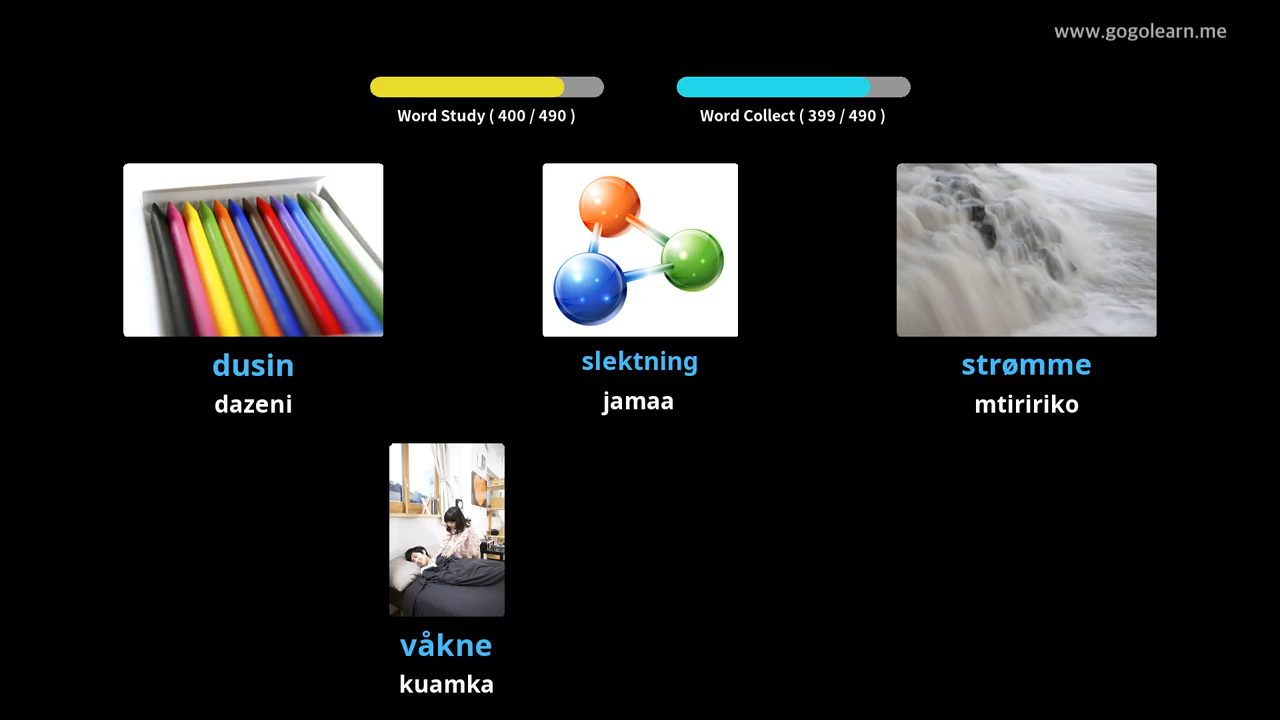 www.gogolearn.me
Word Study ( 400 / 490 )
Word Collect ( 399 / 490 )
dusin
dazeni
slektning
jamaa
strømme
mtiririko
våkne
kuamka